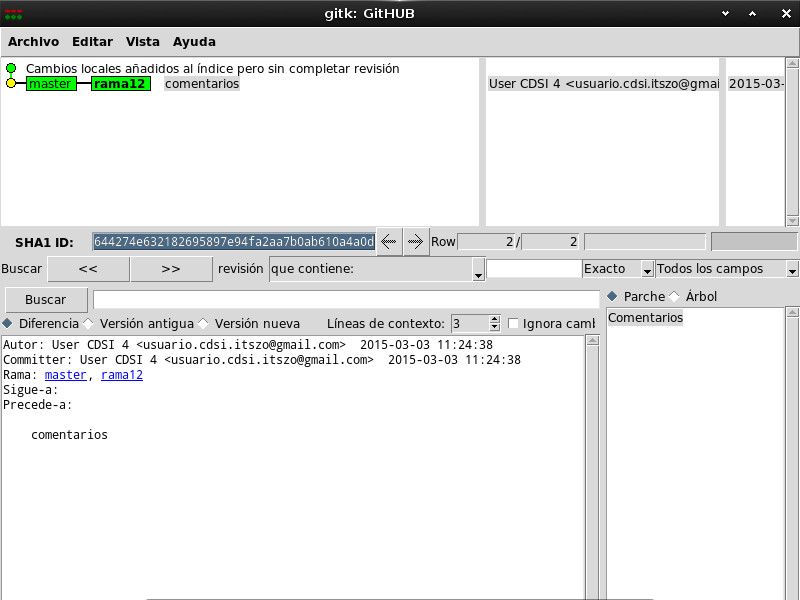 gitk: GitHUB
Archivo Editar Vista Ayuda
Cambios locales añadidos al índice pero sin completar revisión
master rama12 comentarios User CDSI 4 <usuario.cdsi.itszo@gmai 2015-03-
SHA1 ID: 644274e632182695897e94fa2aa7b0ab610a4a0d Row 2 / 2
Buscar << >> revisión que contiene: Exacto Todos los campos
Buscar Parche Árbol
Diferencia Versión antigua Versión nueva Líneas de contexto: 3 Ignora camb
Comentarios
Autor: User CDSI 4 <usuario.cdsi.itszo@gmail.com> 2015-03-03 11:24:38
Committer: User CDSI 4 <usuario.cdsi.itszo@gmail.com> 2015-03-03 11:24:38
Rama: master, rama12
Sigue-a:
Precede-a:
comentarios